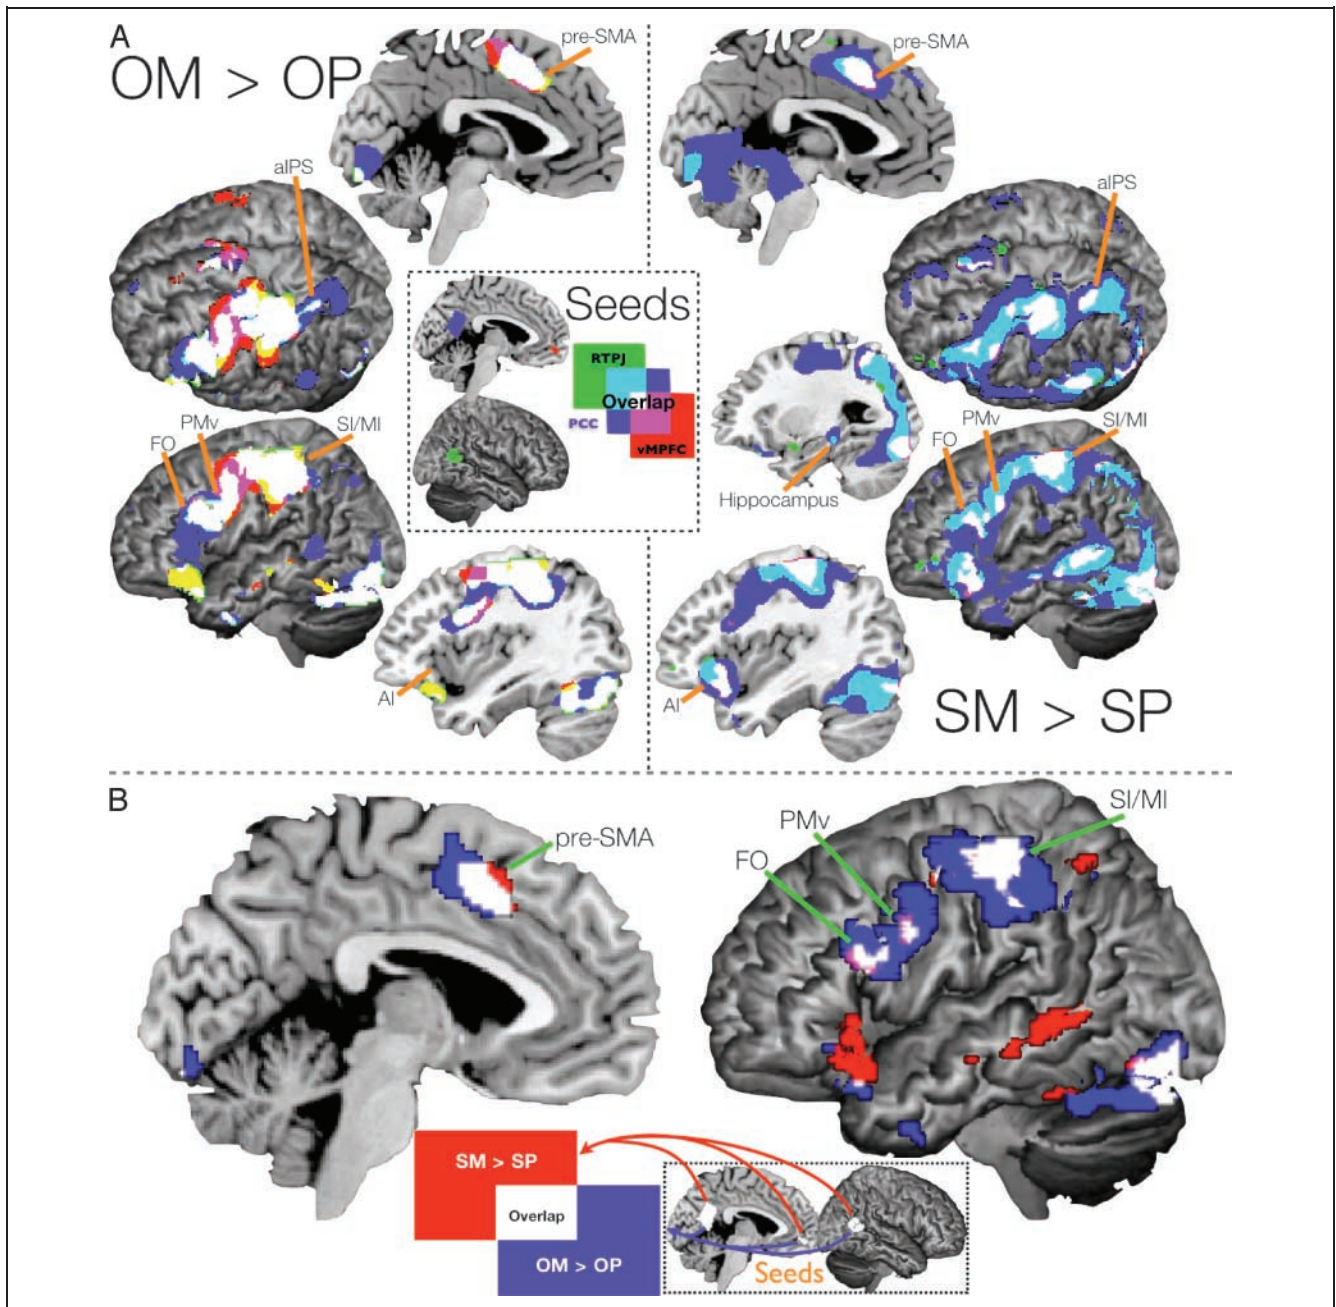 A
OM > OP
pre-SMA
pre-SMA
aIPS
aIPS
Seeds
RTPJ
Overlap
PCC
vMPFC
FO
PMv
SI/MI
Hippocampus
FO
PMv
SI/MI
AI
AI
SM > SP
B
pre-SMA
FO
PMv
SI/MI
SM > SP
Overlap
OM > OP
Seeds